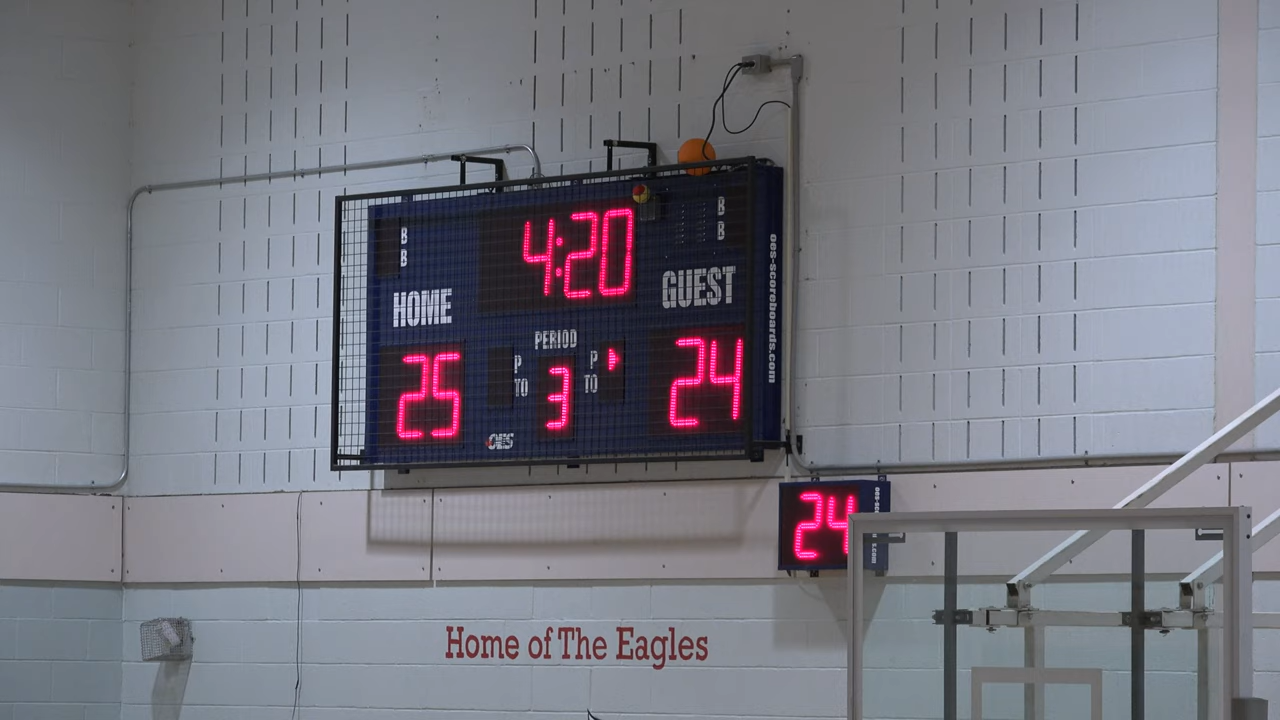 4:20
B
B
B
B
HOME
GUEST
PERIOD
P
TO
P
TO
25
3
24
OES
oes-scoreboards.com
24
Home of The Eagles